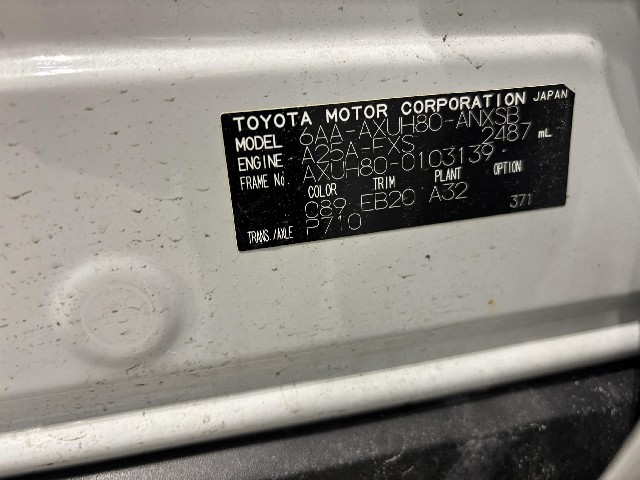 TOYOTA MOTOR CORPORATION JAPAN
MODEL 6AA-AXUH80-ANXSB
ENGINE A25A-FXS 2487 mL
FRAME No. AXUH80-0103139
COLOR TRIM PLANT OPTION
089 EB20 A32
TRANS./AXLE P710 371